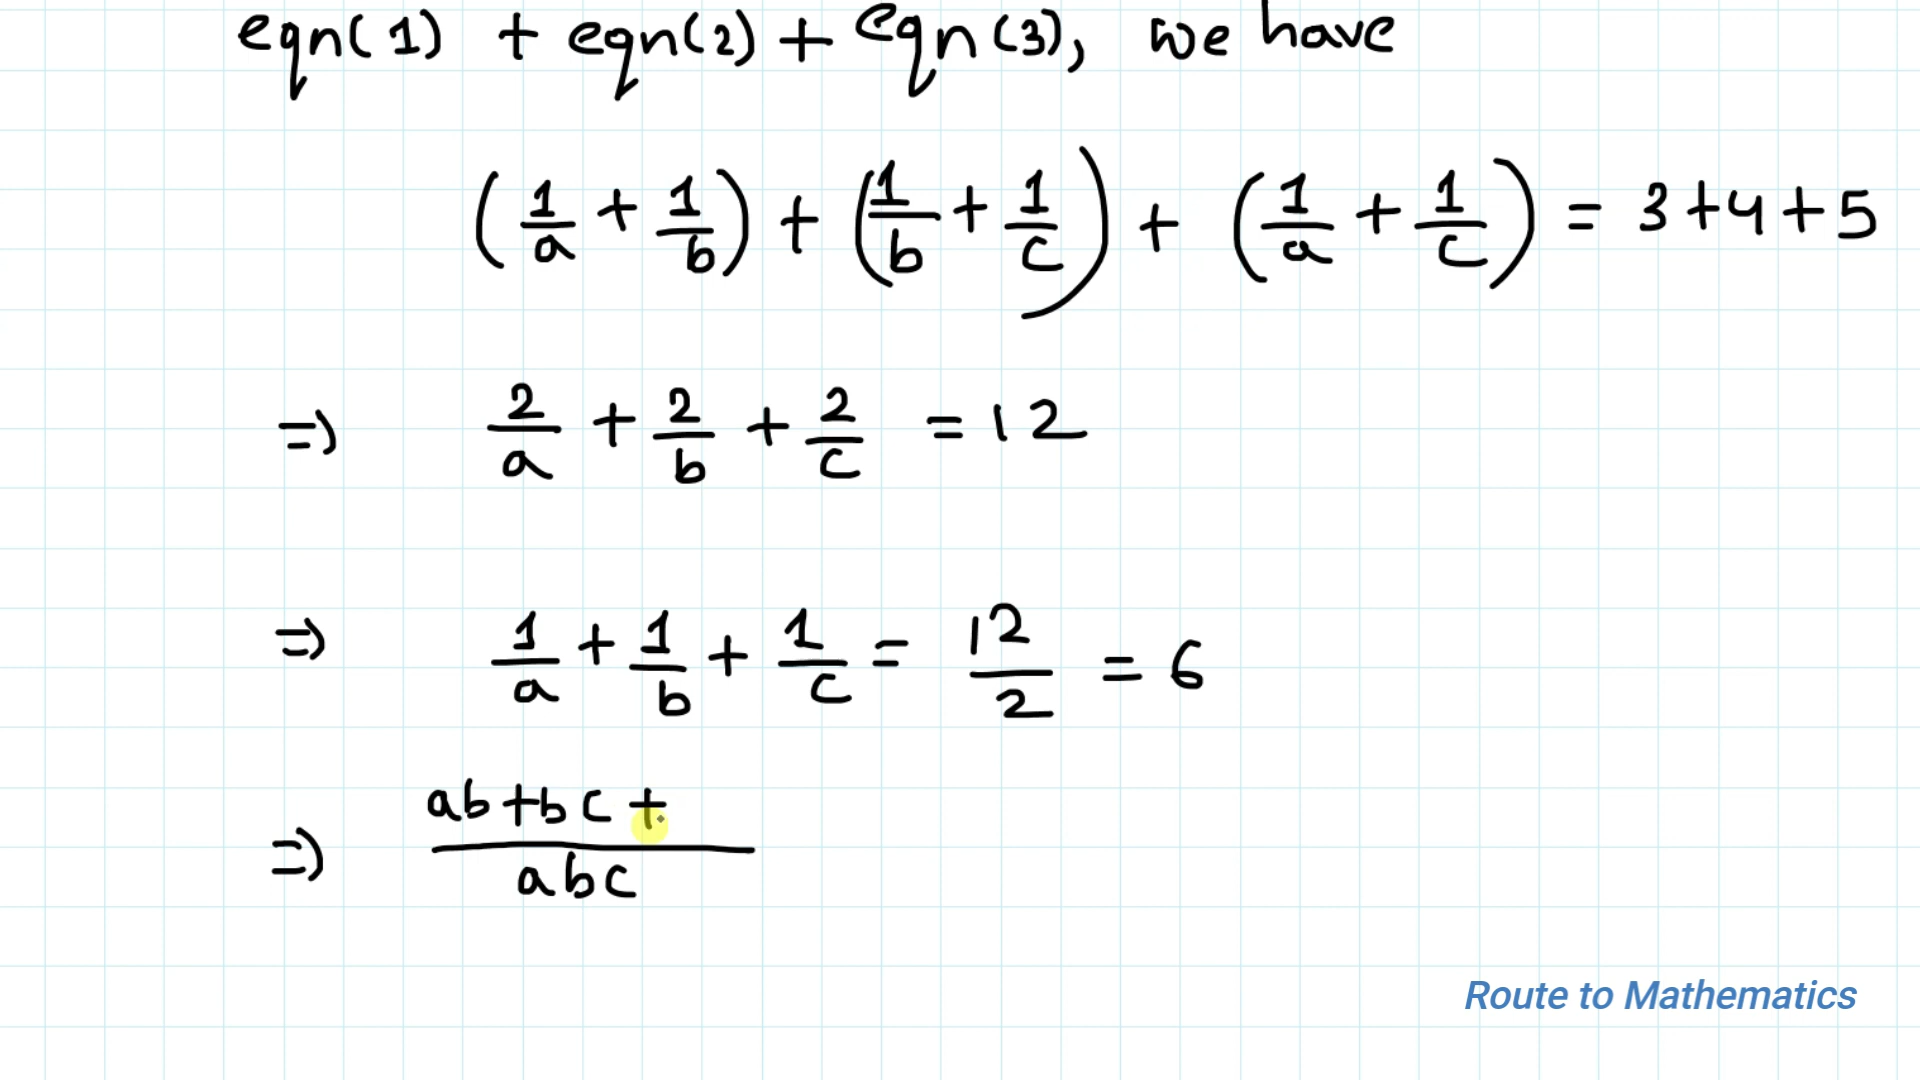 eqn(1) + eqn(2) + eqn(3), we have
(1/a + 1/b) + (1/b + 1/c) + (1/a + 1/c) = 3+4+5
=> 2/a + 2/b + 2/c = 12
=> 1/a + 1/b + 1/c = 12/2 = 6
=> ab+bc+/abc
Route to Mathematics